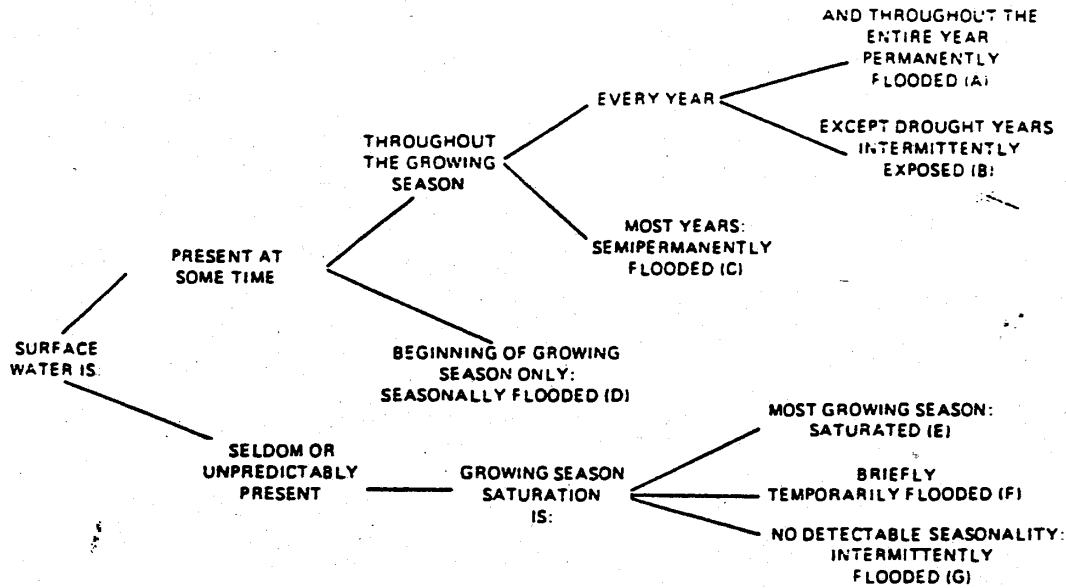 AND THROUGHOUT THE
ENTIRE YEAR
PERMANENTLY
FLOODED (A)
EVERY YEAR
EXCEPT DROUGHT YEARS
INTERMITTENTLY
EXPOSED (B)
THROUGHOUT
THE GROWING
SEASON
MOST YEARS:
SEMIPERMANENTLY
FLOODED (C)
PRESENT AT
SOME TIME
SURFACE
WATER IS:
BEGINNING OF GROWING
SEASON ONLY:
SEASONALLY FLOODED (D)
SELDOM OR
UNPREDICTABLY
PRESENT
GROWING SEASON
SATURATION
IS:
MOST GROWING SEASON:
SATURATED (E)
BRIEFLY
TEMPORARILY FLOODED (F)
NO DETECTABLE SEASONALITY:
INTERMITTENTLY
FLOODED (G)